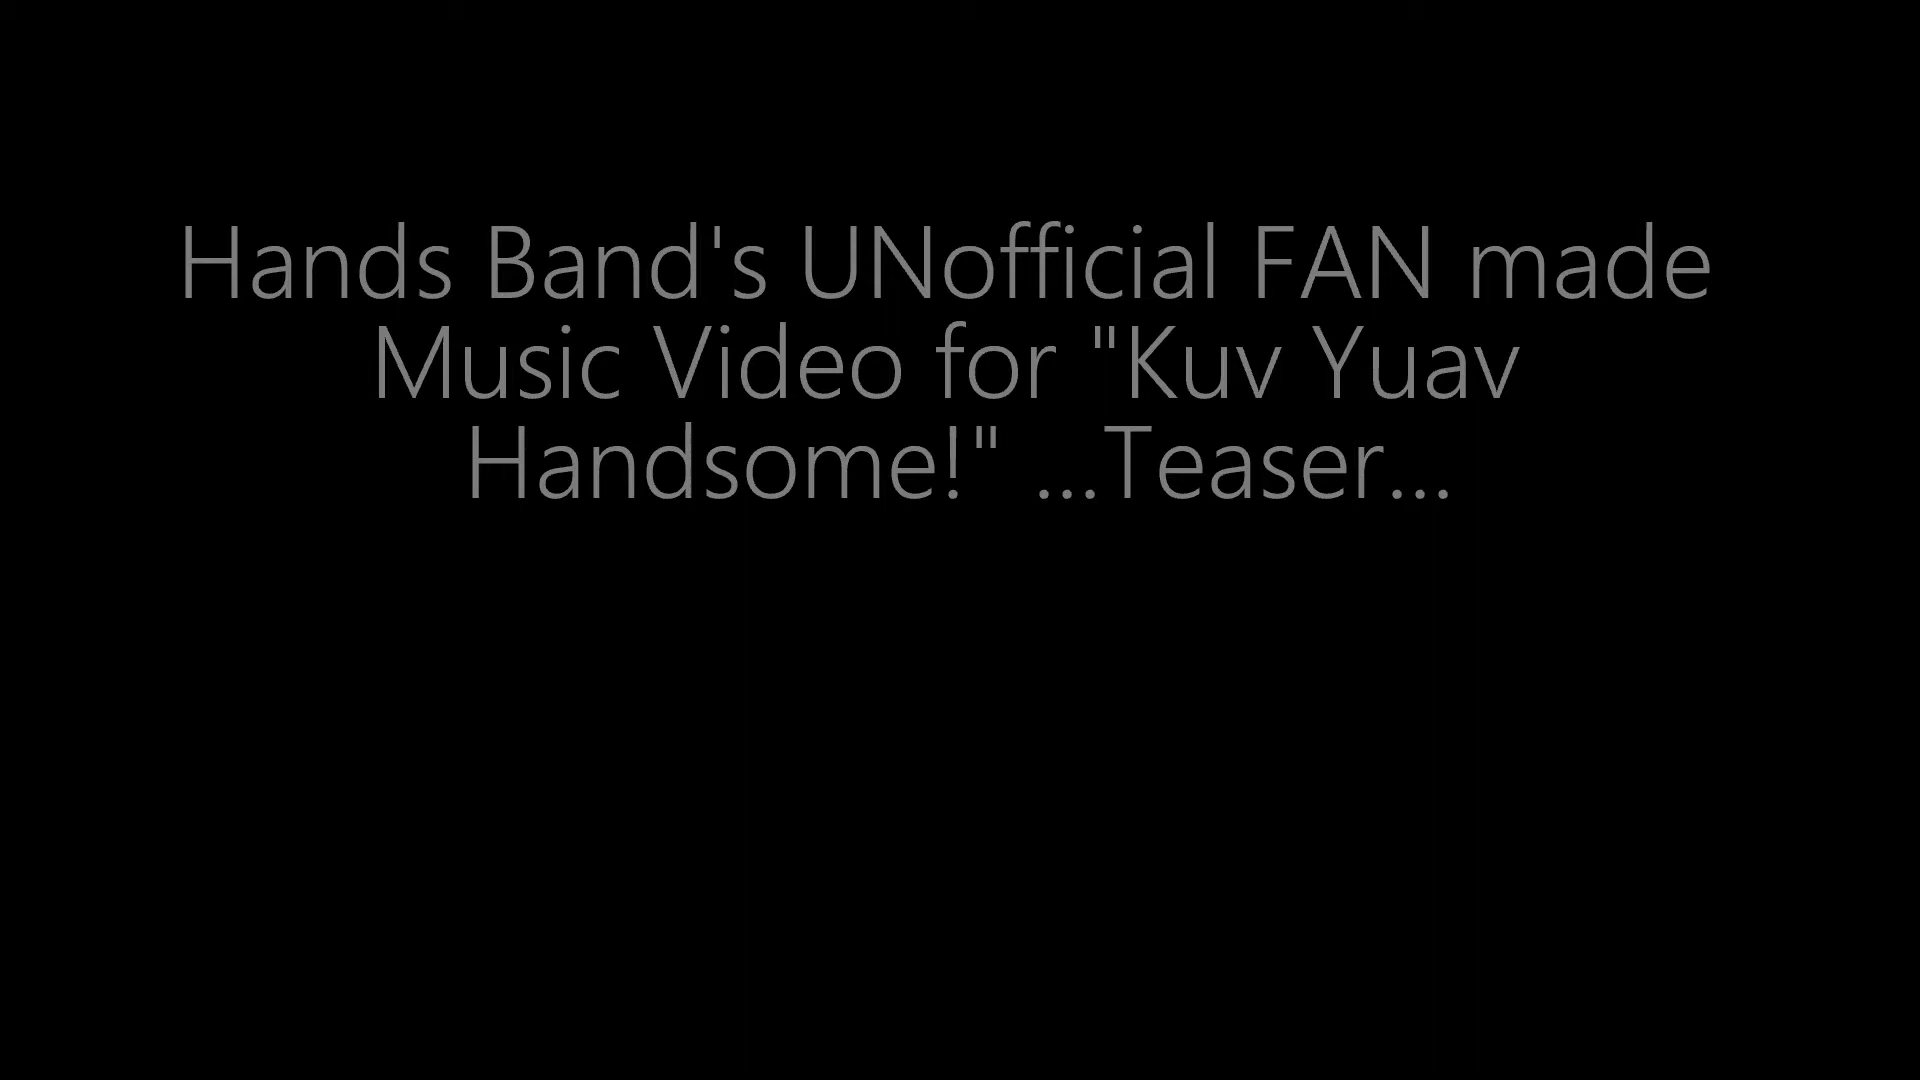 Hands Band's UNofficial FAN made
Music Video for "Kuv Yuav
Handsome!" ...Teaser...